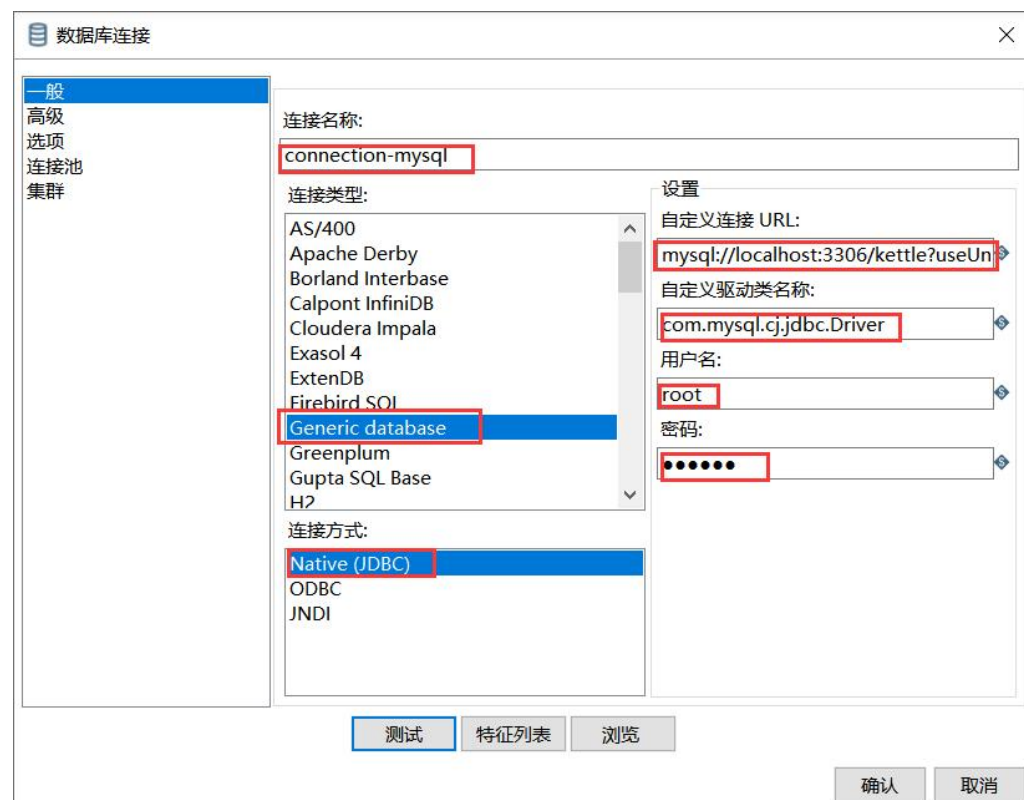 数据库连接
一般
高级
选项
连接池
集群
连接名称:
connection-mysql
连接类型:
AS/400
Apache Derby
Borland Interbase
Calpont InfiniDB
Cloudera Impala
Exasol 4
ExtenDB
Firebird SQL
Generic database
Greenplum
Gupta SQL Base
H2
连接方式:
Native (JDBC)
ODBC
JNDI
设置
自定义连接 URL:
mysql://localhost:3306/kettle?useUn
自定义驱动类名称:
com.mysql.cj.jdbc.Driver
用户名:
root
密码:
●●●●●●
测试
特征列表
浏览
确认
取消